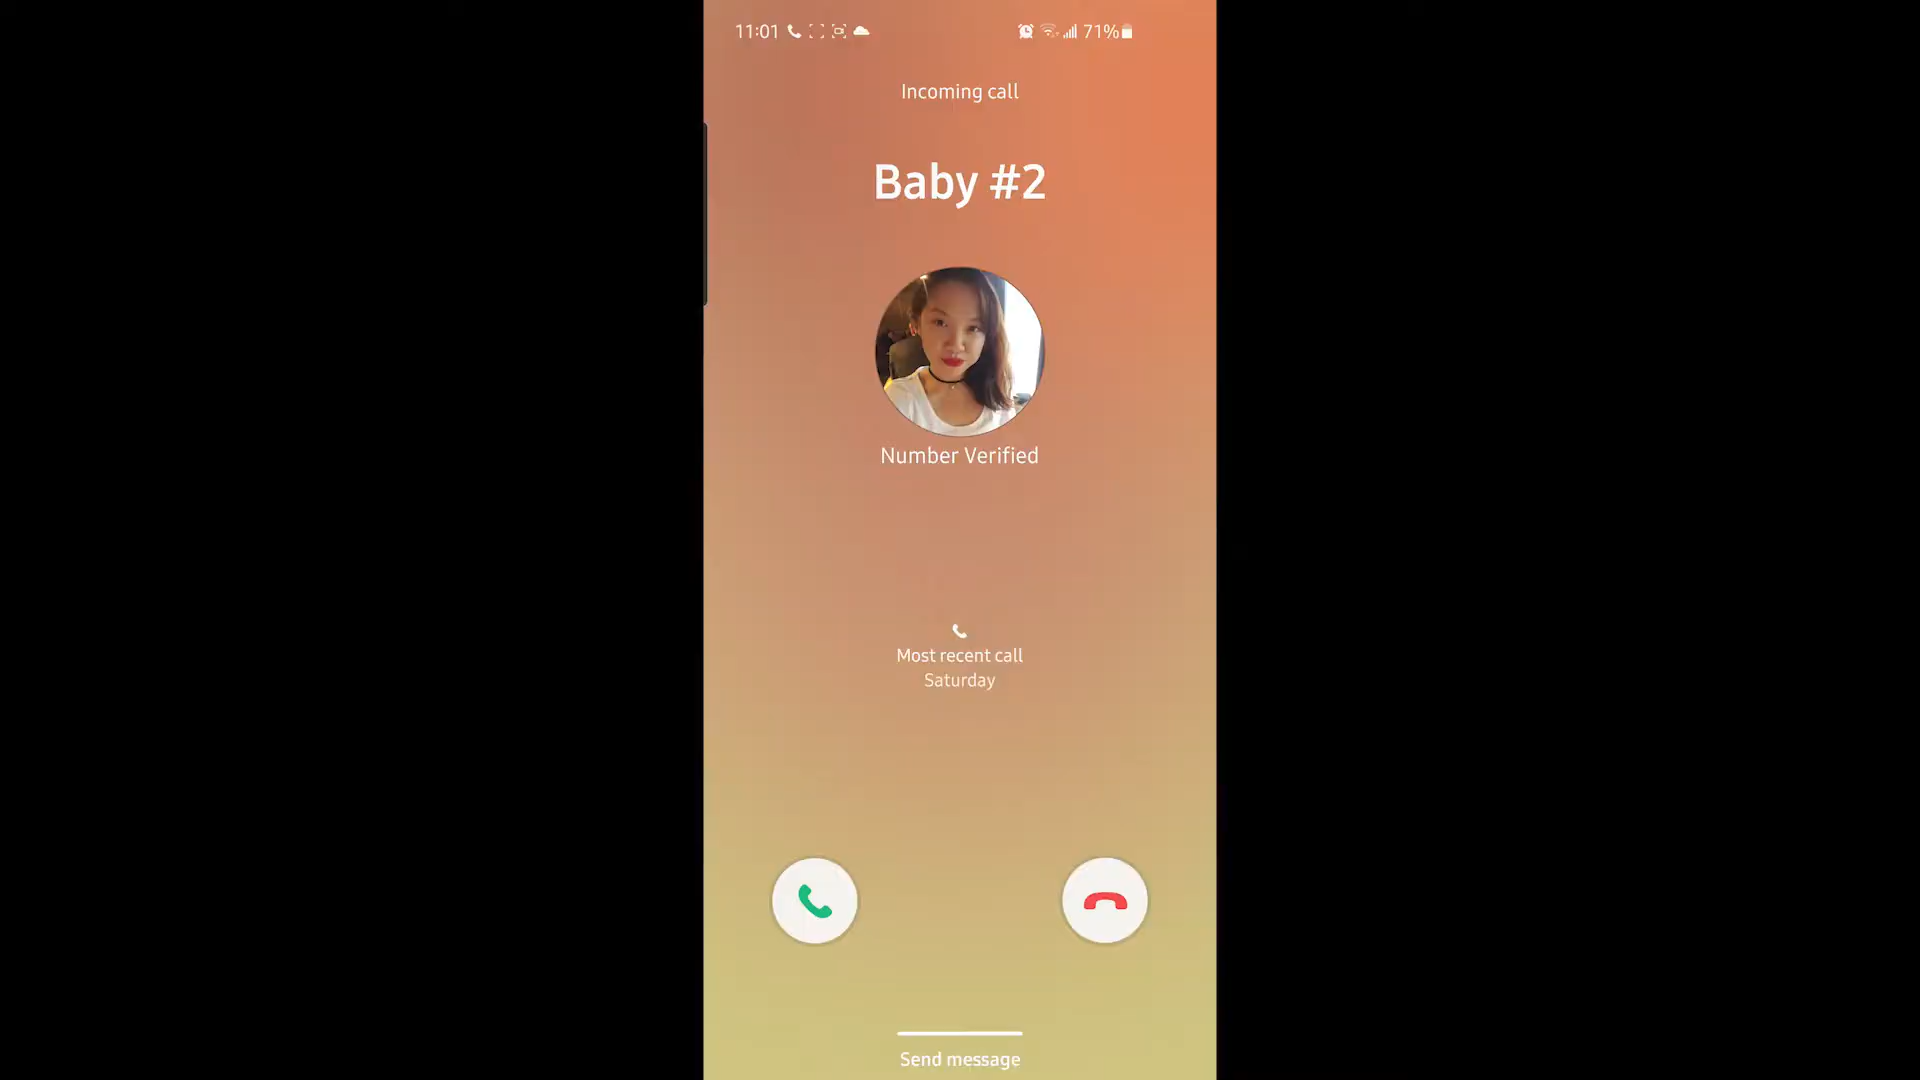 11:01 71%
Incoming call
Baby #2
Number Verified
Most recent call
Saturday
Send message